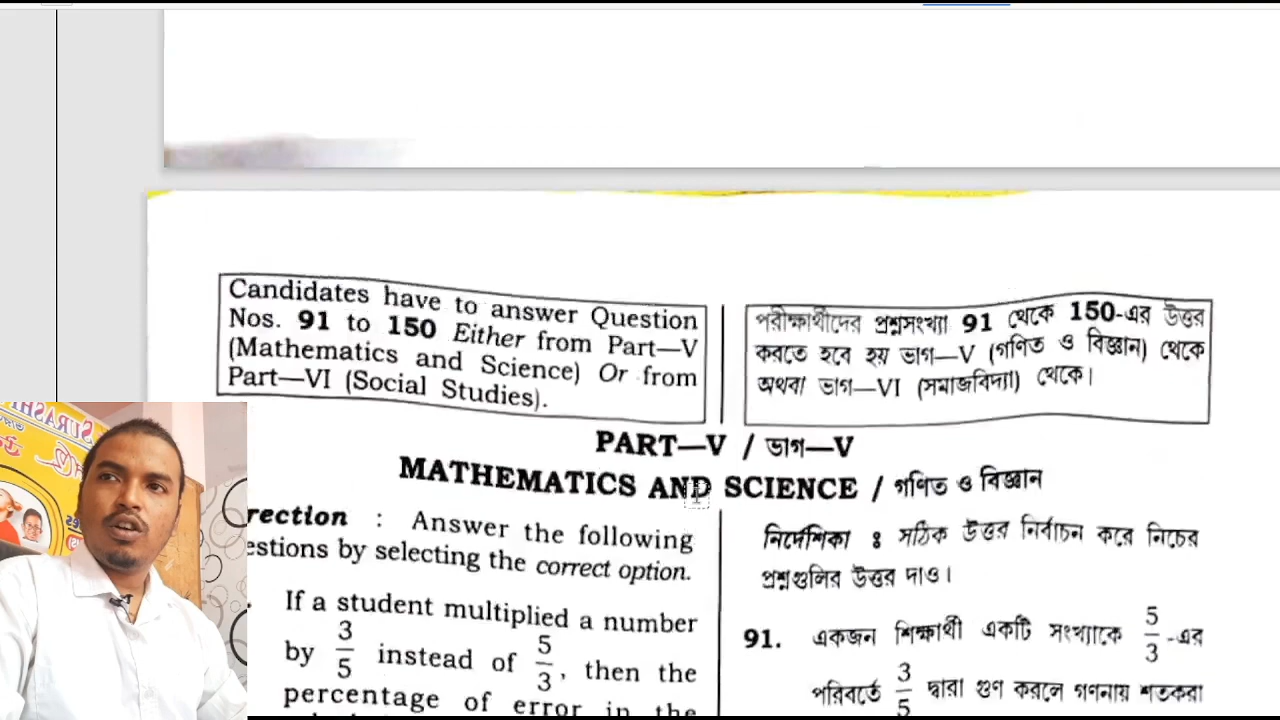 Candidates have to answer Question
Nos. 91 to 150 Either from Part—V
(Mathematics and Science) Or from
Part—VI (Social Studies).
পরীক্ষার্থীদের প্রশ্নসংখ্যা 91 থেকে 150-এর উত্তর
করতে হবে হয় ভাগ—V (গণিত ও বিজ্ঞান) থেকে
অথবা ভাগ—VI (সমাজবিদ্যা) থেকে।
PART—V / ভাগ—V
MATHEMATICS AND SCIENCE / গণিত ও বিজ্ঞান
rection : Answer the following
estions by selecting the correct option.
If a student multiplied a number
by 3/5 instead of 5/3, then the
percentage of error in the
নির্দেশিকা : সঠিক উত্তর নির্বাচন করে নিচের
প্রশ্নগুলির উত্তর দাও।
91. একজন শিক্ষার্থী একটি সংখ্যাকে 5/3-এর
পরিবর্তে 3/5 দ্বারা গুণ করলে গণনায় শতকরা
SURASHR